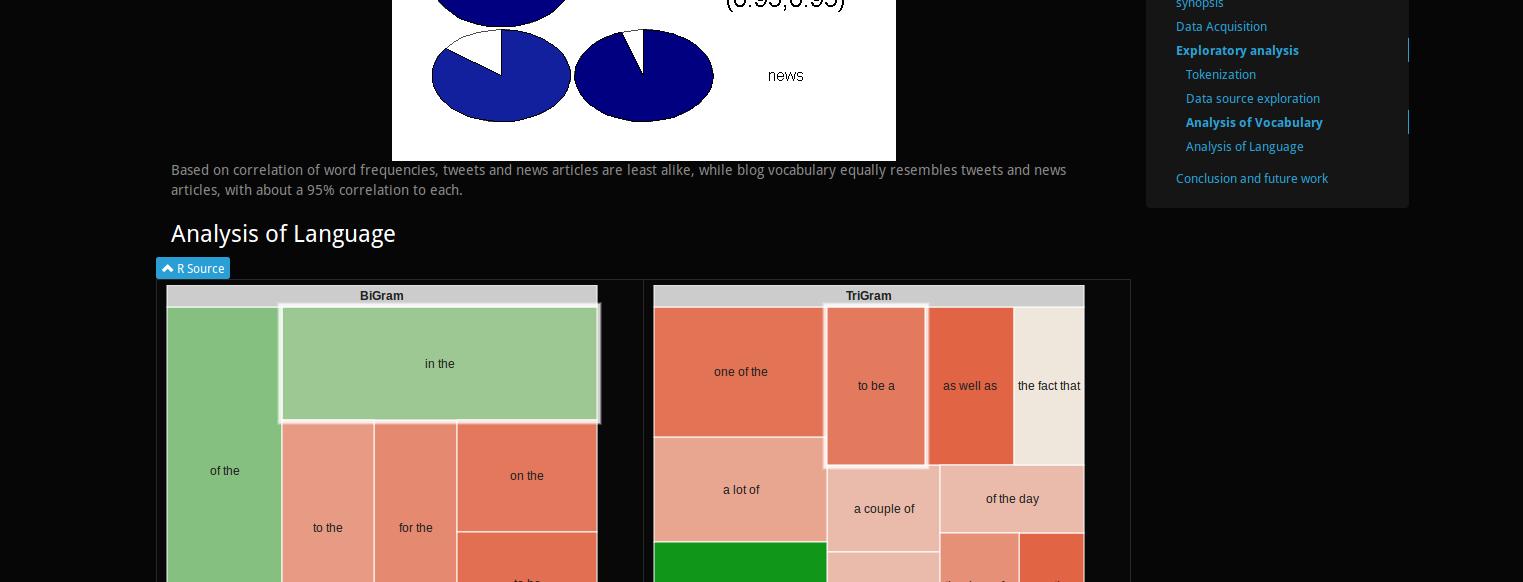 (0.95,0.95)
news
Based on correlation of word frequencies, tweets and news articles are least alike, while blog vocabulary equally resembles tweets and news
articles, with about a 95% correlation to each.
Analysis of Language
R Source
BiGram
of the
in the
to the
for the
on the
to be
TriGram
one of the
to be a
as well as
the fact that
a lot of
a couple of
of the day
synopsis
Data Acquisition
Exploratory analysis
Tokenization
Data source exploration
Analysis of Vocabulary
Analysis of Language
Conclusion and future work